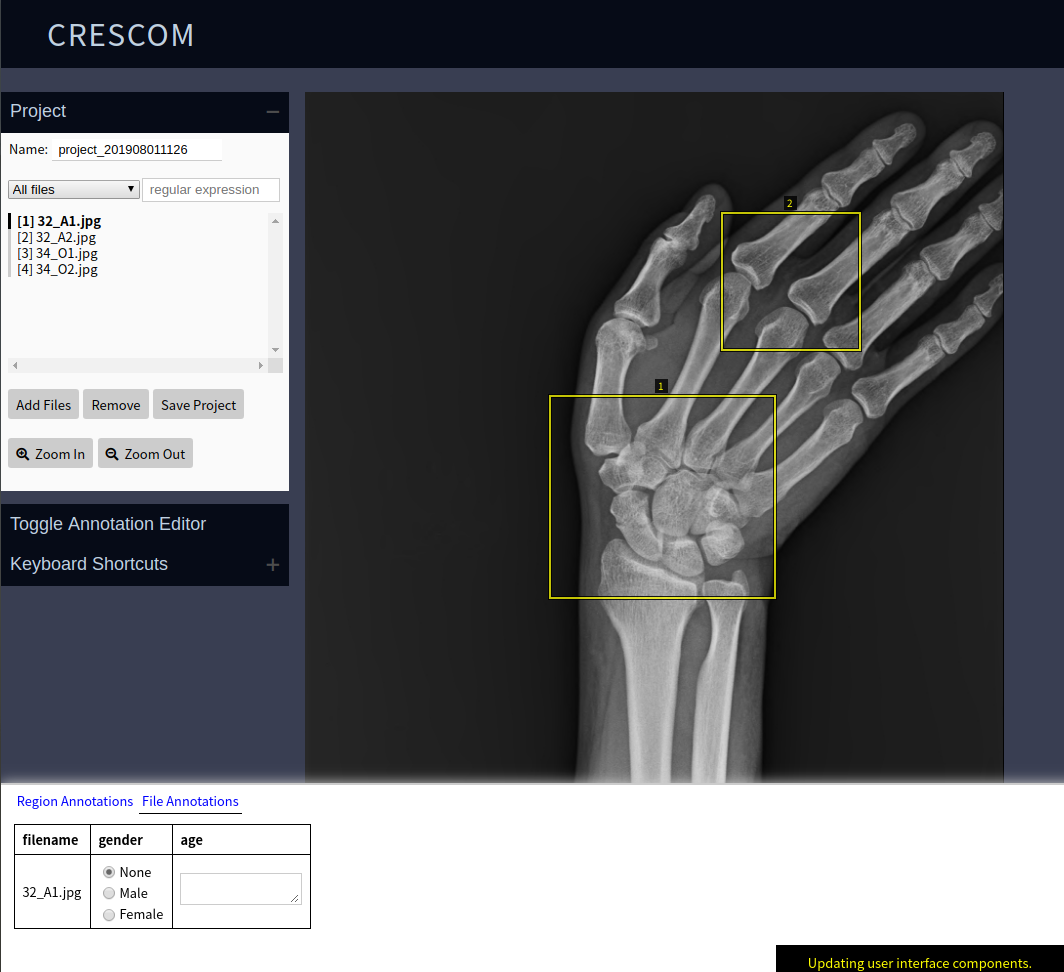 CRESCOM
Project
Name: project_201908011126
All files regular expression
[1] 32_A1.jpg
[2] 32_A2.jpg
[3] 34_O1.jpg
[4] 34_O2.jpg
Add Files Remove Save Project
Zoom In Zoom Out
Toggle Annotation Editor
Keyboard Shortcuts
2
1
Region Annotations File Annotations
filename gender age
None
32_A1.jpg Male
Female
Updating user interface components.